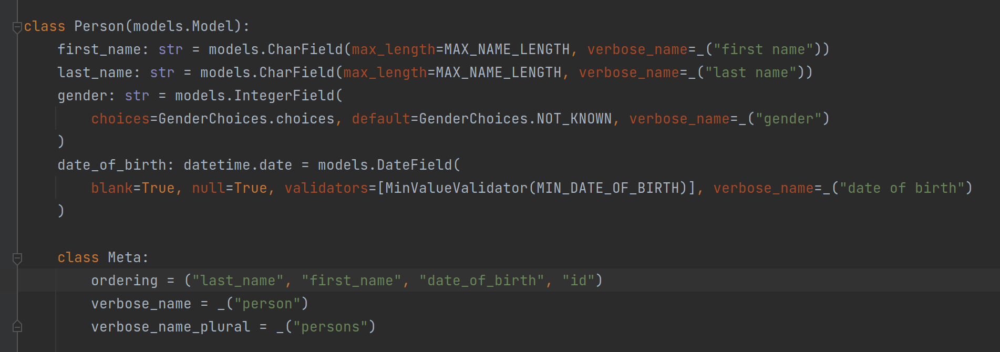 class Person(models.Model):
    first_name: str = models.CharField(max_length=MAX_NAME_LENGTH, verbose_name=_("first name"))
    last_name: str = models.CharField(max_length=MAX_NAME_LENGTH, verbose_name=_("last name"))
    gender: str = models.IntegerField(
        choices=GenderChoices.choices, default=GenderChoices.NOT_KNOWN, verbose_name=_("gender")
    )
    date_of_birth: datetime.date = models.DateField(
        blank=True, null=True, validators=[MinValueValidator(MIN_DATE_OF_BIRTH)], verbose_name=_("date of birth")
    )

    class Meta:
        ordering = ("last_name", "first_name", "date_of_birth", "id")
        verbose_name = _("person")
        verbose_name_plural = _("persons")